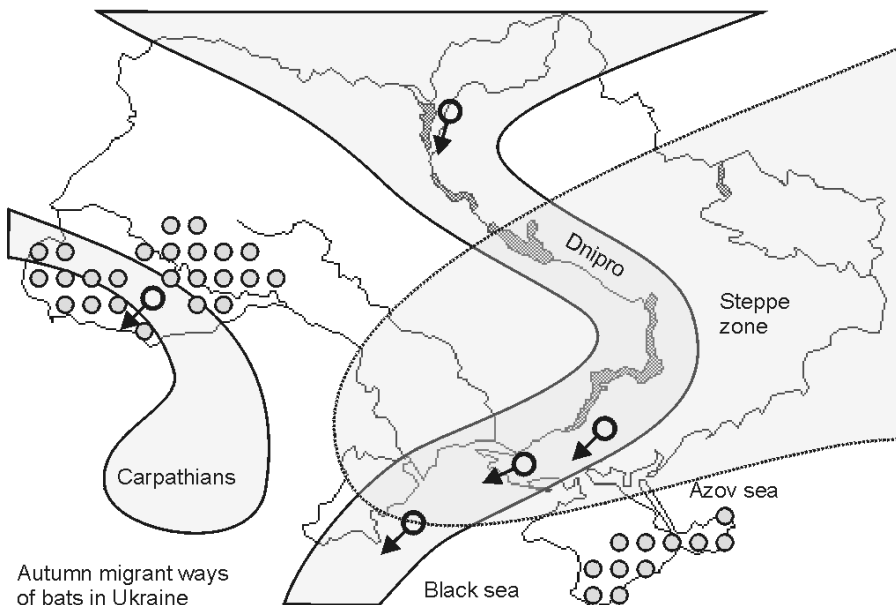 Dnipro
Steppe
zone
Carpathians
Azov sea
Autumn migrant ways
of bats in Ukraine
Black sea